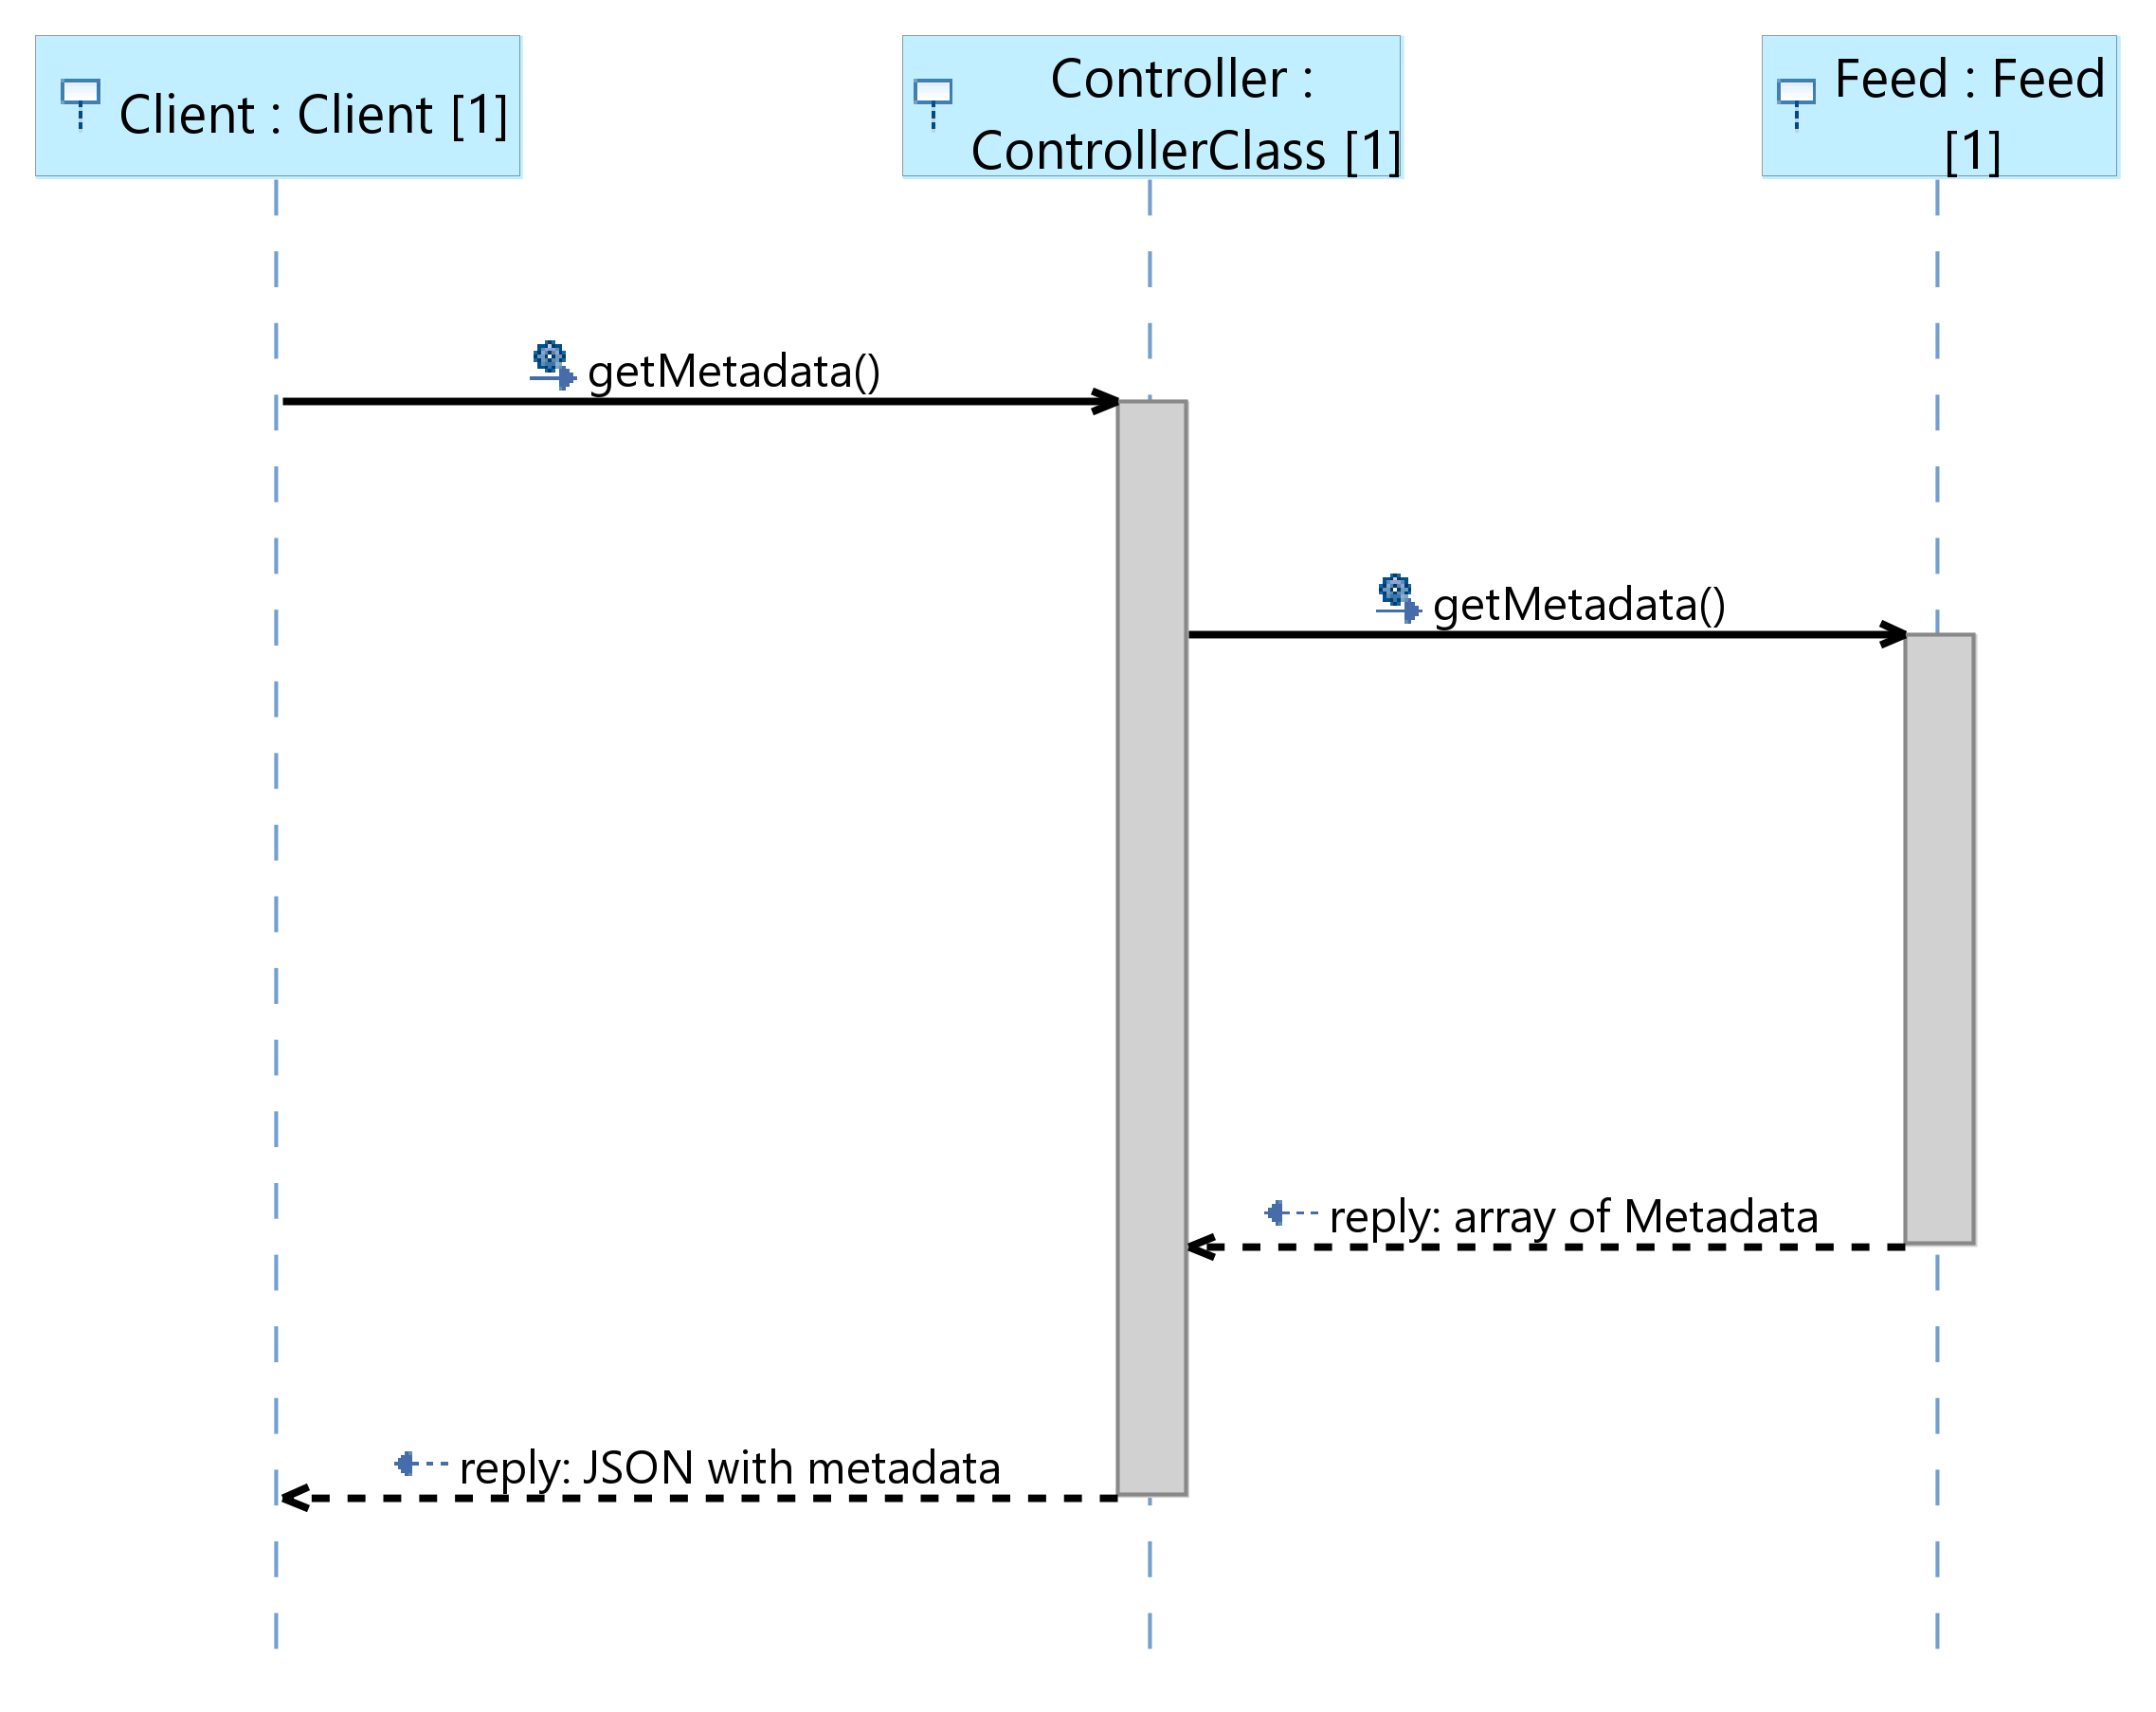 Client : Client [1]
Controller :
ControllerClass [1]
Feed : Feed
[1]
getMetadata()
getMetadata()
reply: array of Metadata
reply: JSON with metadata